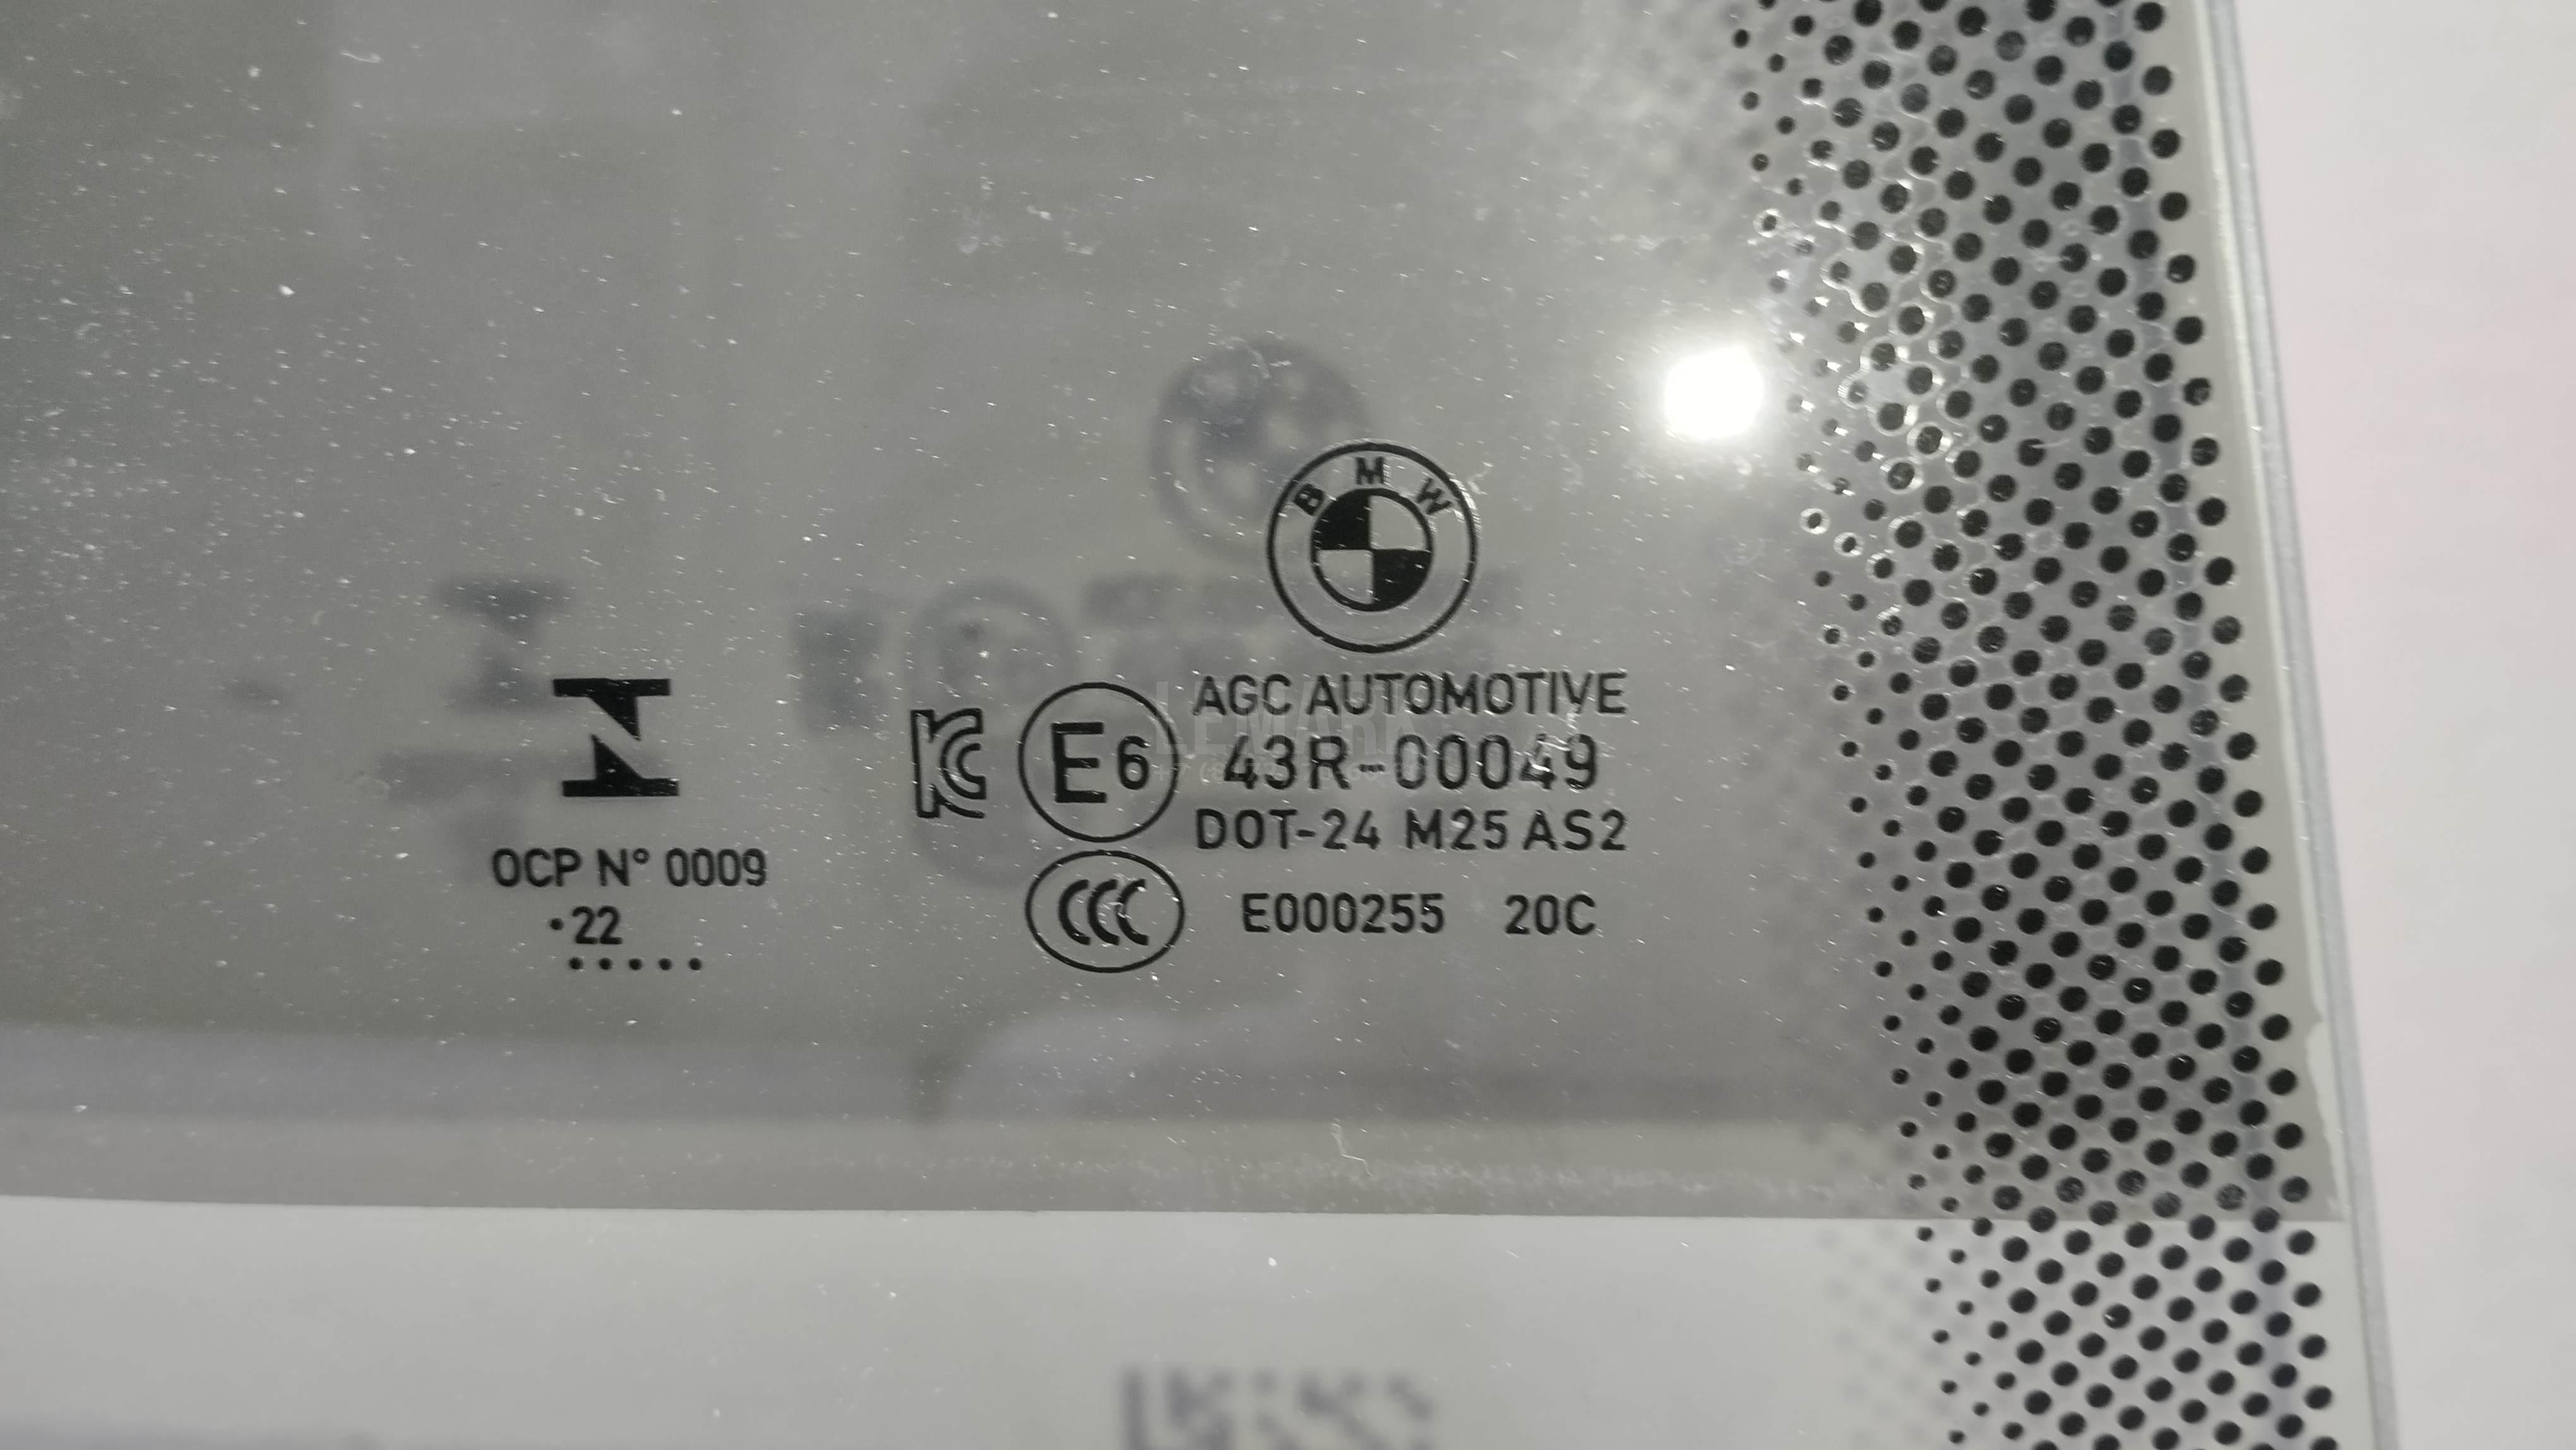 BMW
AGC AUTOMOTIVE
E6 43R-00049
DOT-24 M25 AS2
CCC E000255 20C
OCP N° 0009
·22
.....